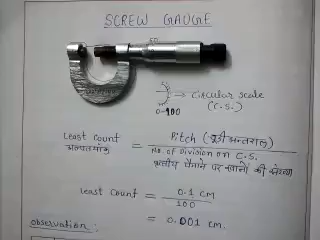 SCREW GAUGE
50
→ Circular Scale
(C.S.)
0-100
Least Count = Pitch (चूड़ीअन्तराल)
अल्पतमांक No. of Division on C.S.
वृत्तीय पैमाने पर खानों की संख्या
Least Count = 0.1 cm
100
= 0.001 cm.
Observation: